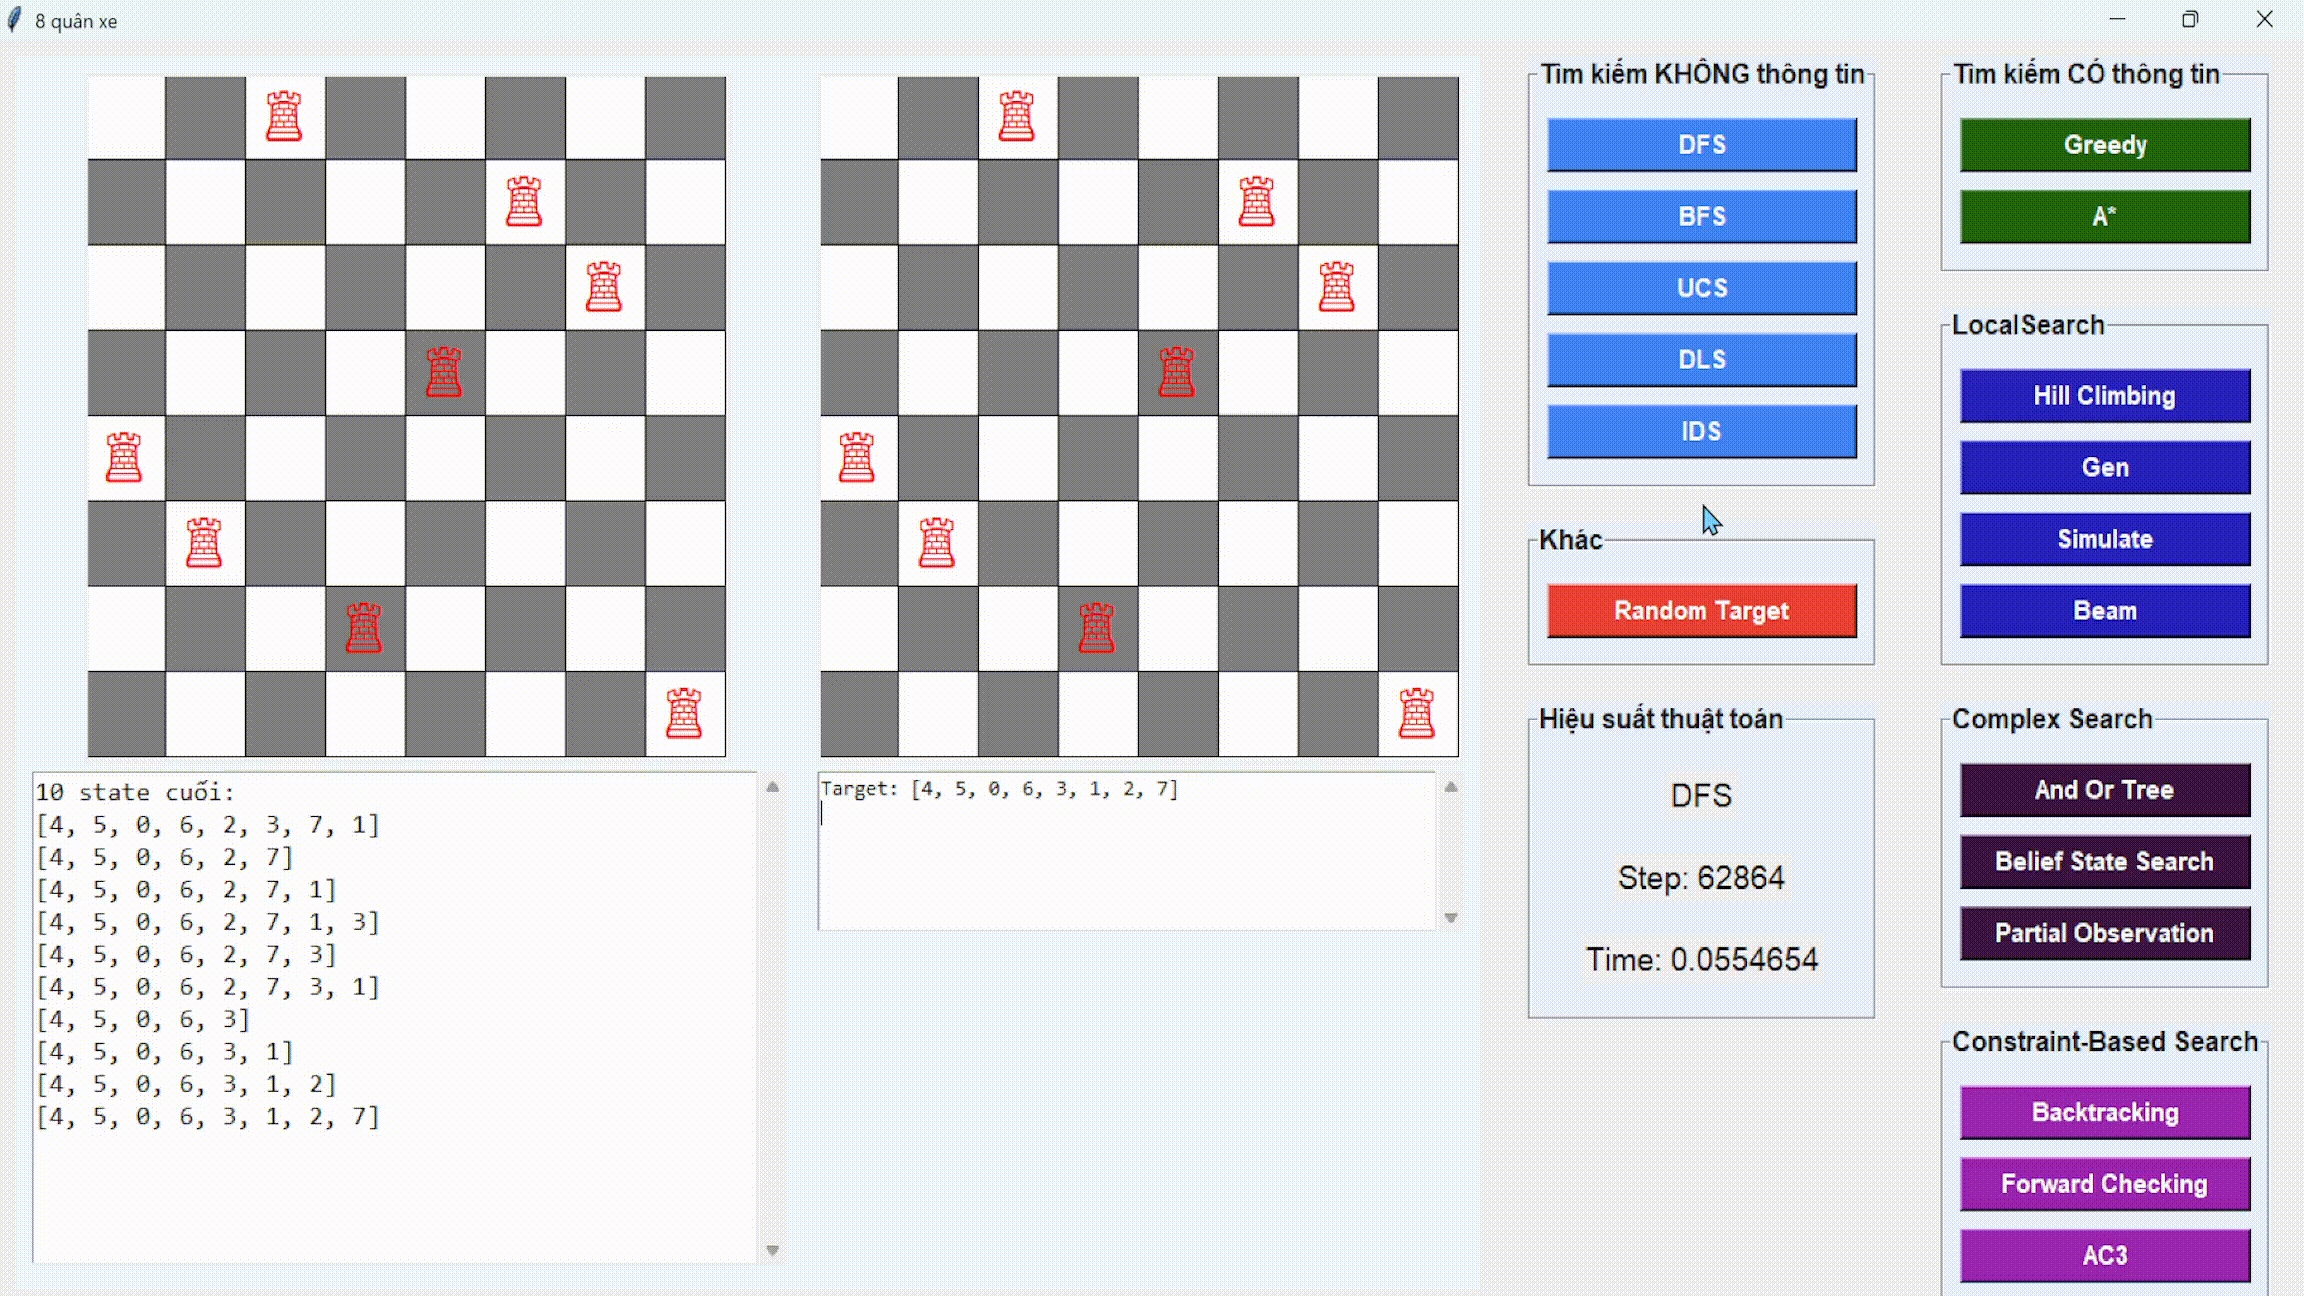 8 quân xe
10 state cuối:
[4, 5, 0, 6, 2, 3, 7, 1]
[4, 5, 0, 6, 2, 7]
[4, 5, 0, 6, 2, 7, 1]
[4, 5, 0, 6, 2, 7, 1, 3]
[4, 5, 0, 6, 2, 7, 3]
[4, 5, 0, 6, 2, 7, 3, 1]
[4, 5, 0, 6, 3]
[4, 5, 0, 6, 3, 1]
[4, 5, 0, 6, 3, 1, 2]
[4, 5, 0, 6, 3, 1, 2, 7]
Target: [4, 5, 0, 6, 3, 1, 2, 7]
Tìm kiếm KHÔNG thông tin
DFS
BFS
UCS
DLS
IDS
Khác
Random Target
Hiệu suất thuật toán
DFS
Step: 62864
Time: 0.0554654
Tìm kiếm CÓ thông tin
Greedy
A*
LocalSearch
Hill Climbing
Gen
Simulate
Beam
Complex Search
And Or Tree
Belief State Search
Partial Observation
Constraint-Based Search
Backtracking
Forward Checking
AC3